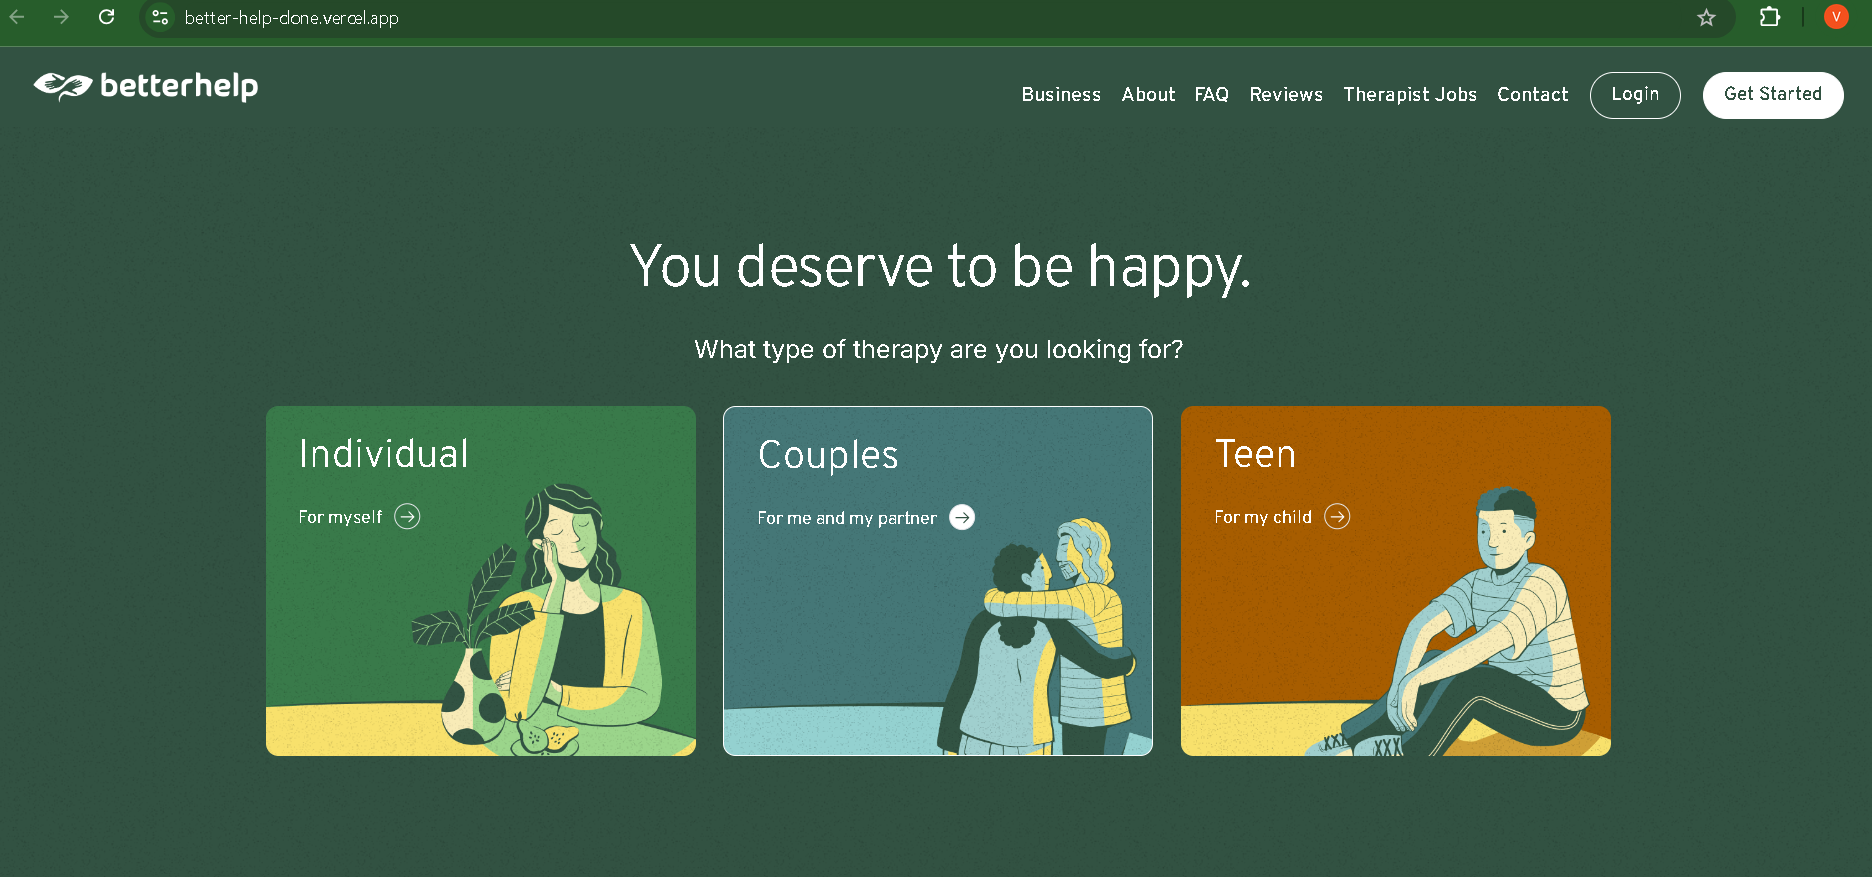 better-help-clone.vercel.app
V
betterhelp
Business About FAQ Reviews Therapist Jobs Contact Login Get Started
You deserve to be happy.
What type of therapy are you looking for?
Individual
For myself
Couples
For me and my partner
Teen
For my child